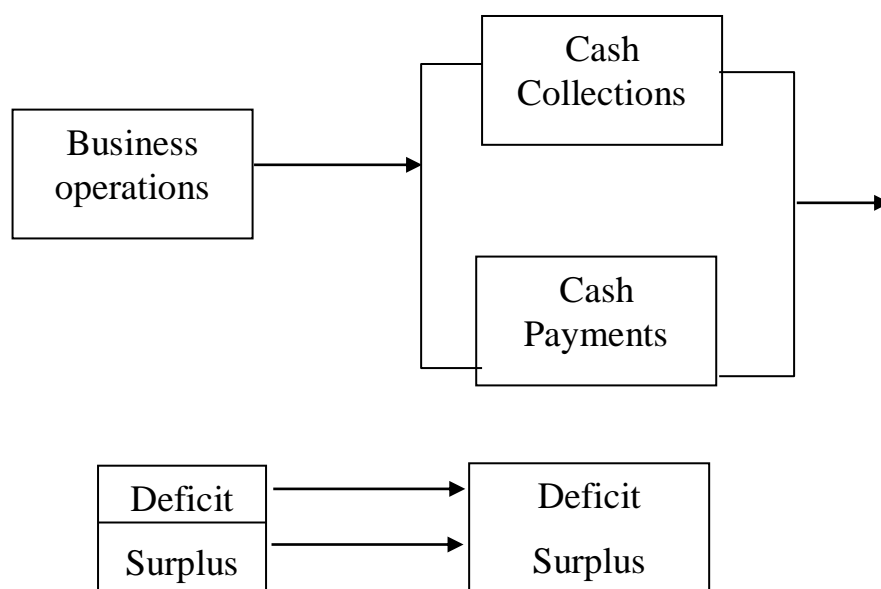 Cash
Collections
Business
operations
Cash
Payments
Deficit
Surplus
Deficit
Surplus